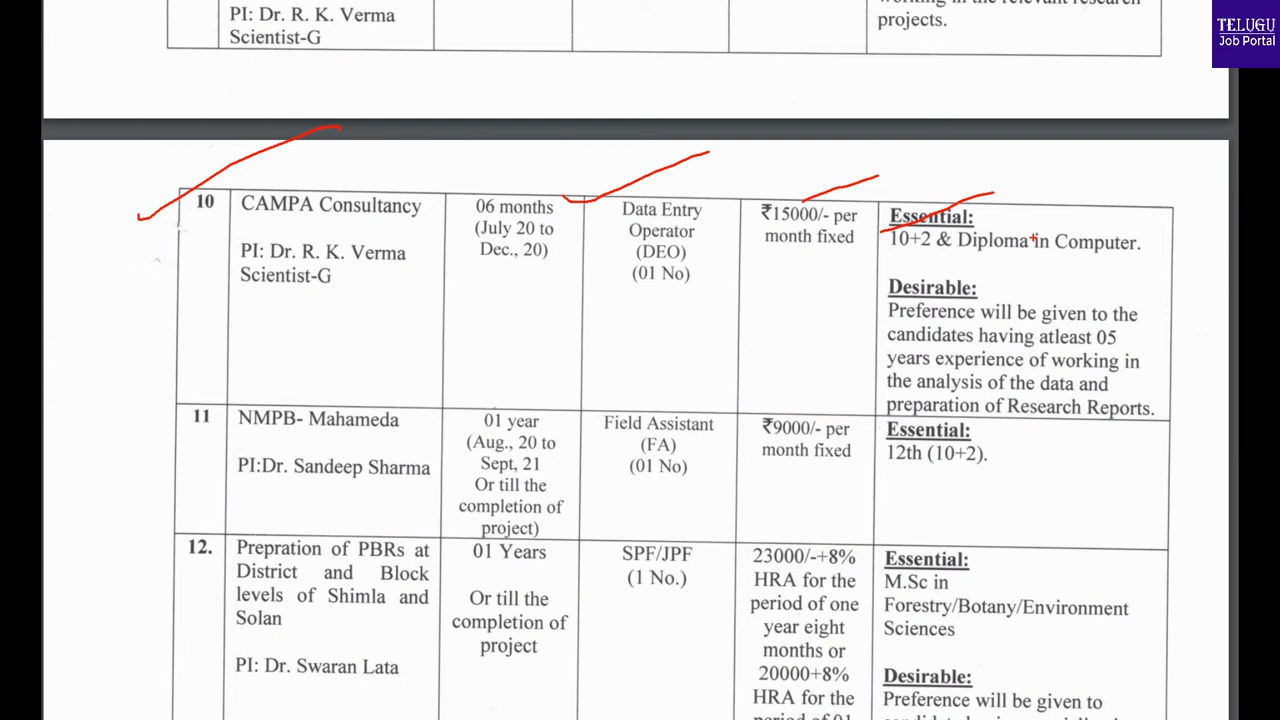 TELUGU
Job Portal
PI: Dr. R. K. Verma
Scientist-G
projects.
10
CAMPA Consultancy
PI: Dr. R. K. Verma
Scientist-G
06 months
(July 20 to
Dec., 20)
Data Entry
Operator
(DEO)
(01 No)
₹15000/- per
month fixed
Essential:
10+2 & Diploma in Computer.
Desirable:
Preference will be given to the
candidates having atleast 05
years experience of working in
the analysis of the data and
preparation of Research Reports.
11
NMPB- Mahameda
PI:Dr. Sandeep Sharma
01 year
(Aug., 20 to
Sept, 21
Or till the
completion of
project)
Field Assistant
(FA)
(01 No)
₹9000/- per
month fixed
Essential:
12th (10+2).
12.
Prepration of PBRs at
District and Block
levels of Shimla and
Solan
PI: Dr. Swaran Lata
01 Years
Or till the
completion of
project
SPF/JPF
(1 No.)
23000/-+8%
HRA for the
period of one
year eight
months or
20000+8%
HRA for the
Essential:
M.Sc in
Forestry/Botany/Environment
Sciences
Desirable:
Preference will be given to